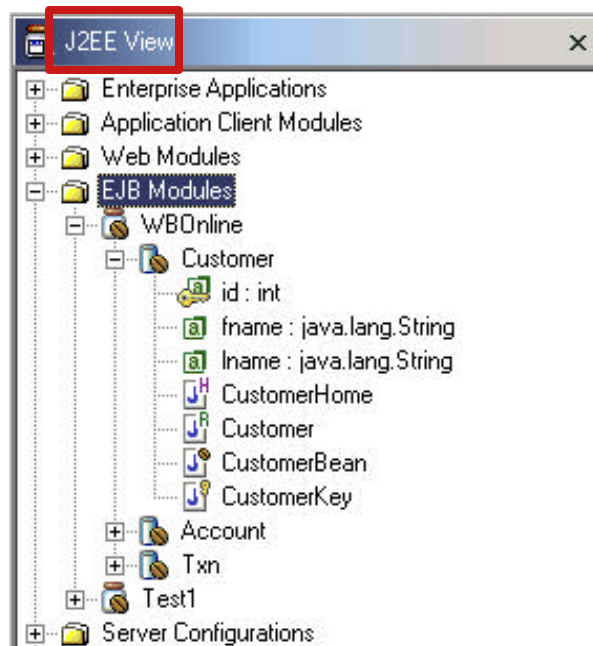 J2EE View
Enterprise Applications
Application Client Modules
Web Modules
EJB Modules
WBOnline
Customer
id : int
fname : java.lang.String
lname : java.lang.String
CustomerHome
Customer
CustomerBean
CustomerKey
Account
Txn
Test1
Server Configurations